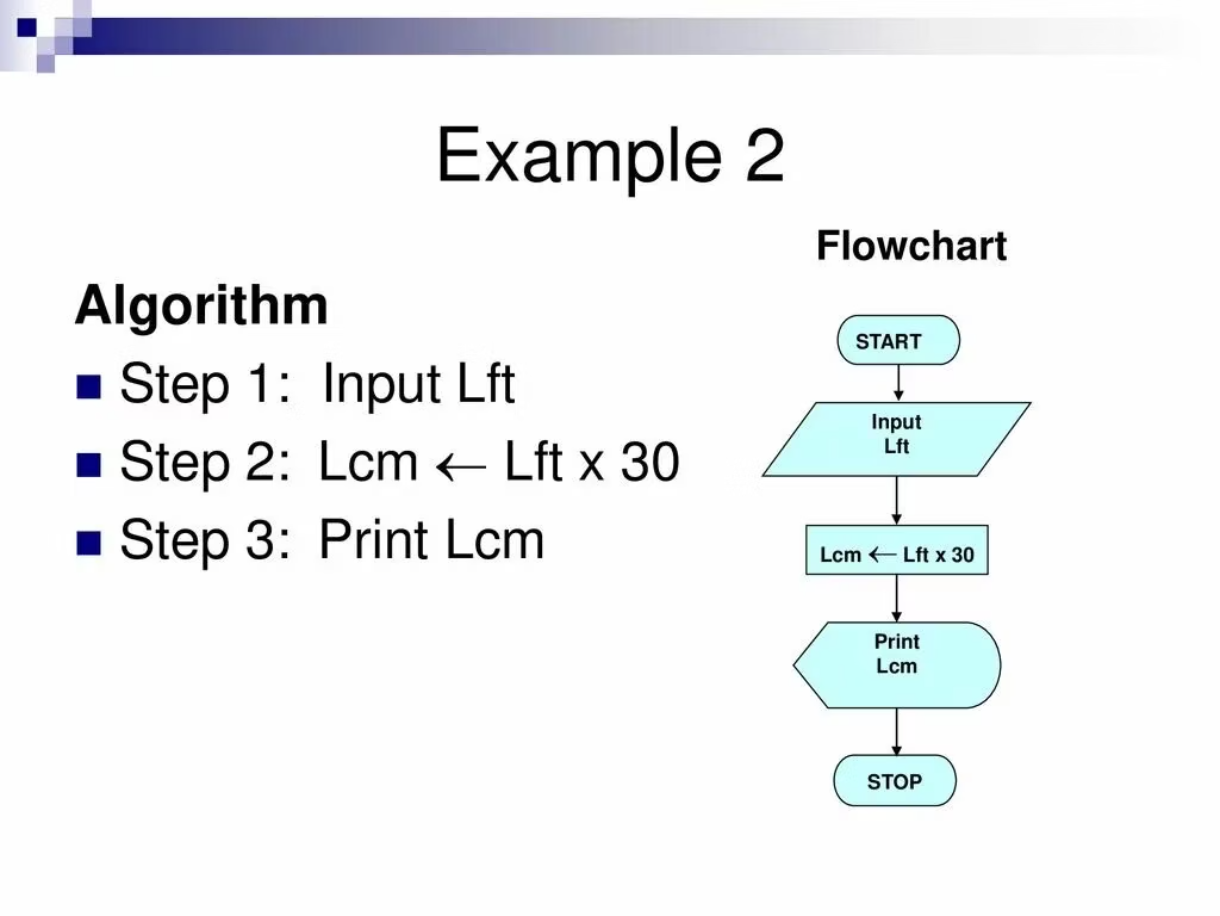 Example 2
Algorithm
Step 1: Input Lft
Step 2: Lcm ← Lft x 30
Step 3: Print Lcm
Flowchart
START
Input
Lft
Lcm ← Lft x 30
Print
Lcm
STOP